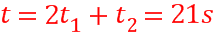 t = 2t₁ + t₂ = 21s